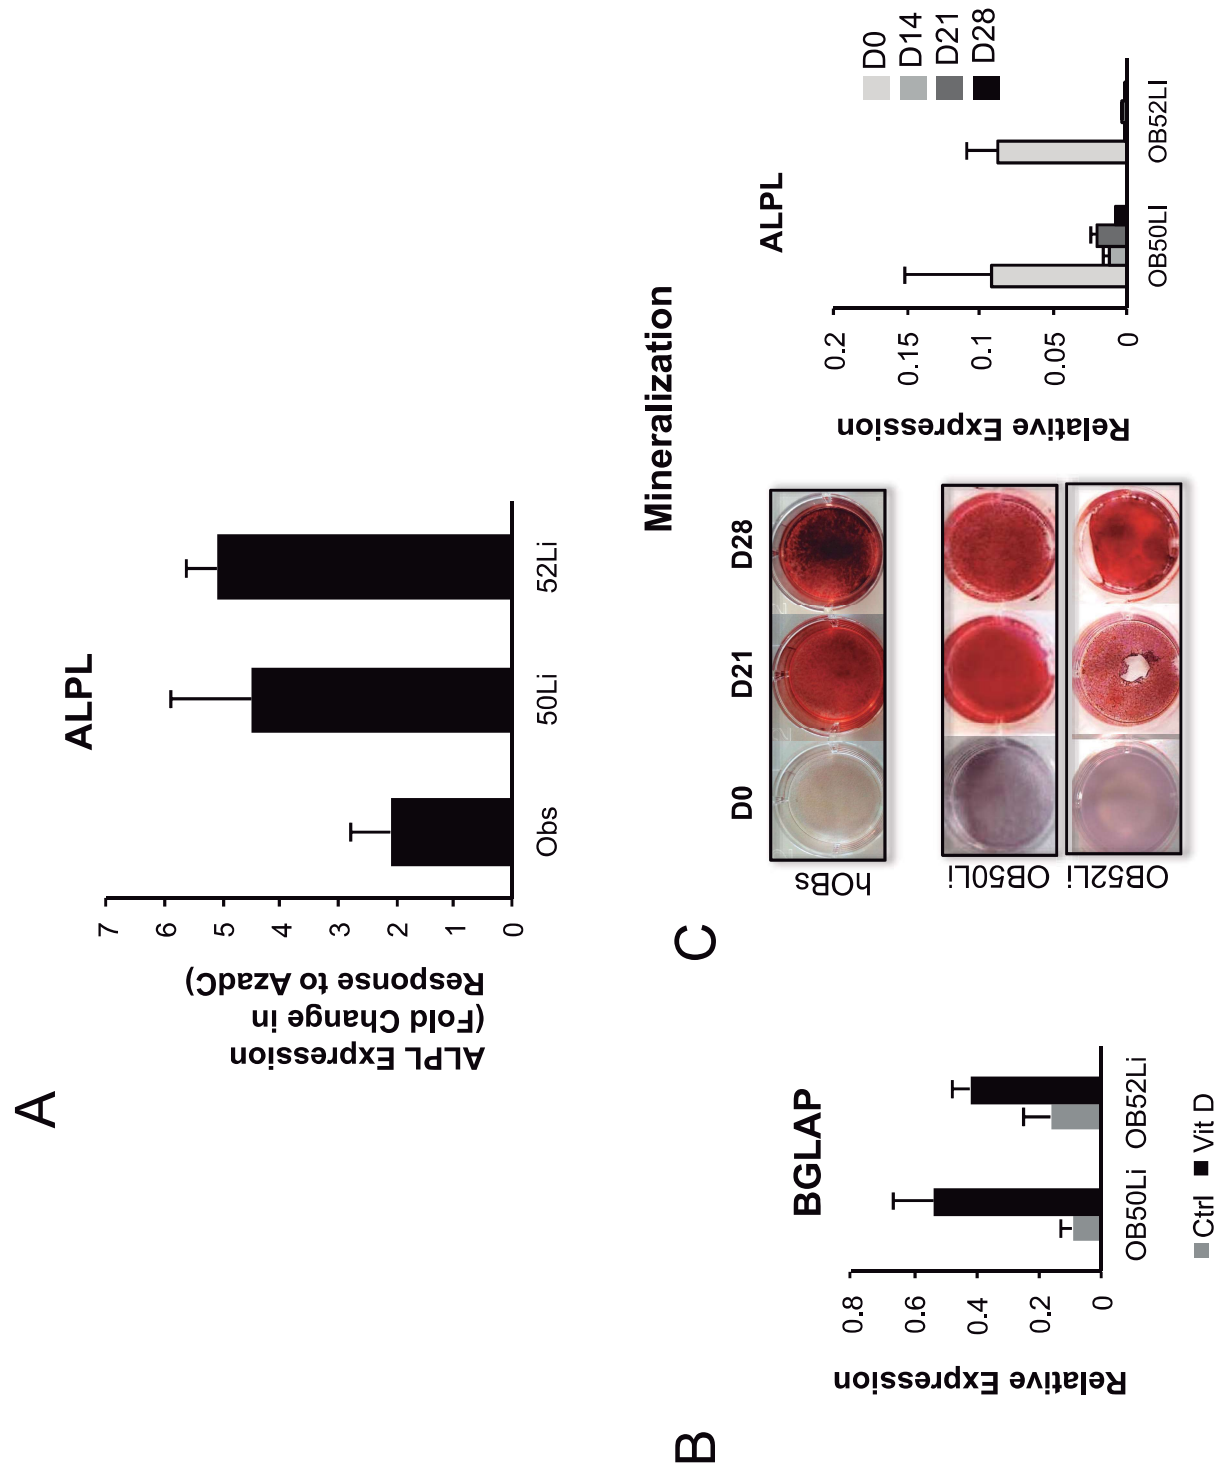 A
ALPL
ALPL Expression
(Fold Change in
Response to AzadC)
7
6
5
4
3
2
1
0
Obs
50Li
52Li
B
BGLAP
Relative Expression
0.8
0.6
0.4
0.2
0
OB50Li
OB52Li
Ctrl
Vit D
C
Mineralization
D0
D21
D28
hOBs
OB50Li
OB52Li
ALPL
Relative Expression
0.2
0.15
0.1
0.05
0
OB50LI
OB52LI
D0
D14
D21
D28